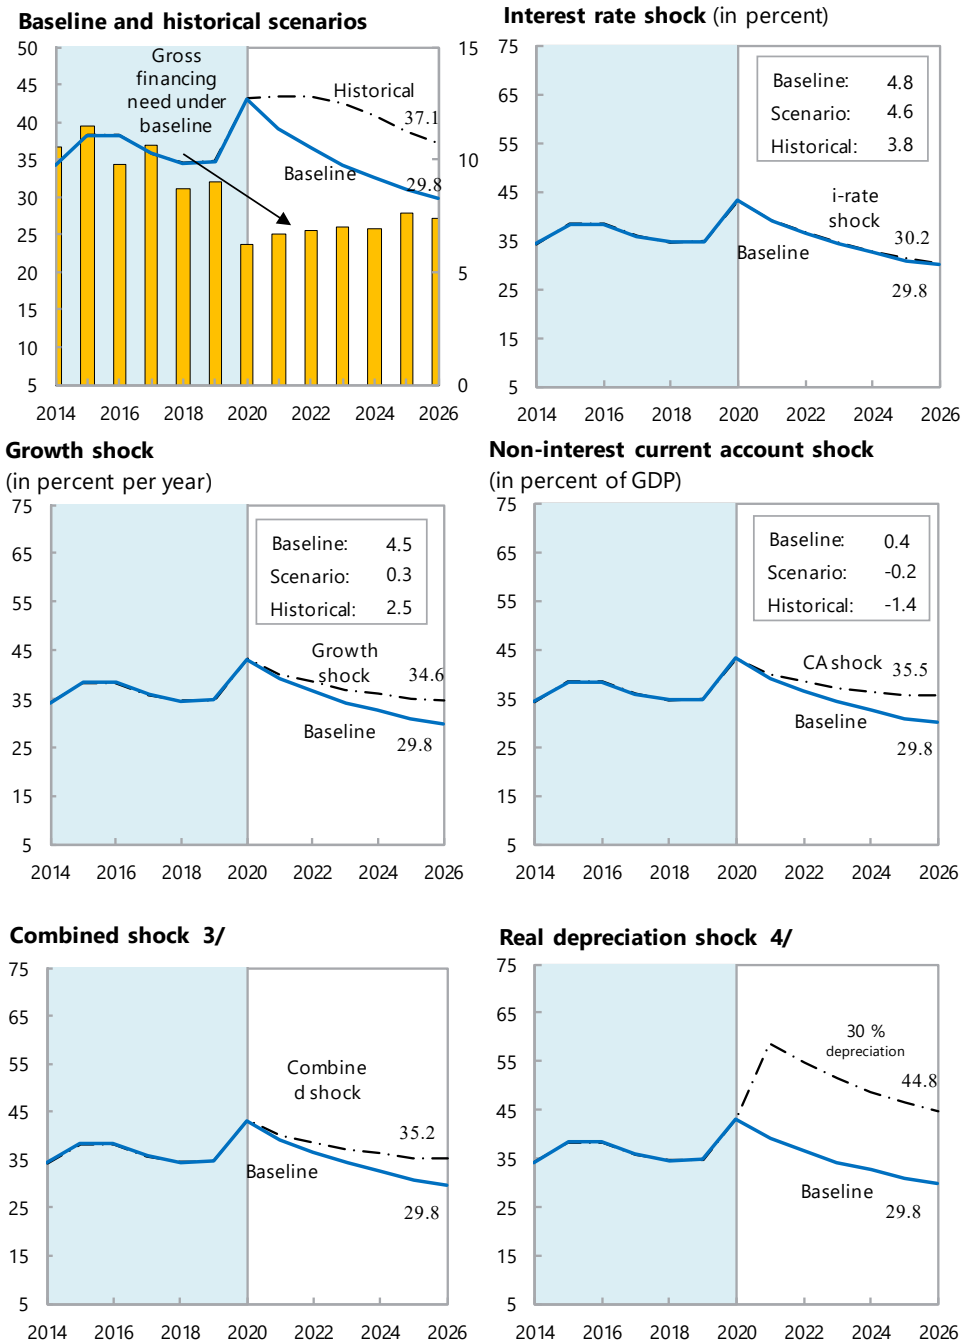 Baseline and historical scenarios
50
45
40
35
30
25
20
15
10
5
15
10
5
0
Gross
financing
need under
baseline
Historical
37.1
Baseline
29.8
2014 2016 2018 2020 2022 2024 2026
Interest rate shock (in percent)
75
65
55
45
35
25
15
5
Baseline: 4.8
Scenario: 4.6
Historical: 3.8
i-rate
shock
30.2
Baseline
29.8
2014 2016 2018 2020 2022 2024 2026
Growth shock
(in percent per year)
75
65
55
45
35
25
15
5
Baseline: 4.5
Scenario: 0.3
Historical: 2.5
Growth
shock
34.6
Baseline
29.8
2014 2016 2018 2020 2022 2024 2026
Non-interest current account shock
(in percent of GDP)
75
65
55
45
35
25
15
5
Baseline: 0.4
Scenario: -0.2
Historical: -1.4
CA shock
35.5
Baseline
29.8
2014 2016 2018 2020 2022 2024 2026
Combined shock 3/
75
65
55
45
35
25
15
5
Combine
d shock
35.2
Baseline
29.8
2014 2016 2018 2020 2022 2024 2026
Real depreciation shock 4/
75
65
55
45
35
25
15
5
30 %
depreciation
44.8
Baseline
29.8
2014 2016 2018 2020 2022 2024 2026